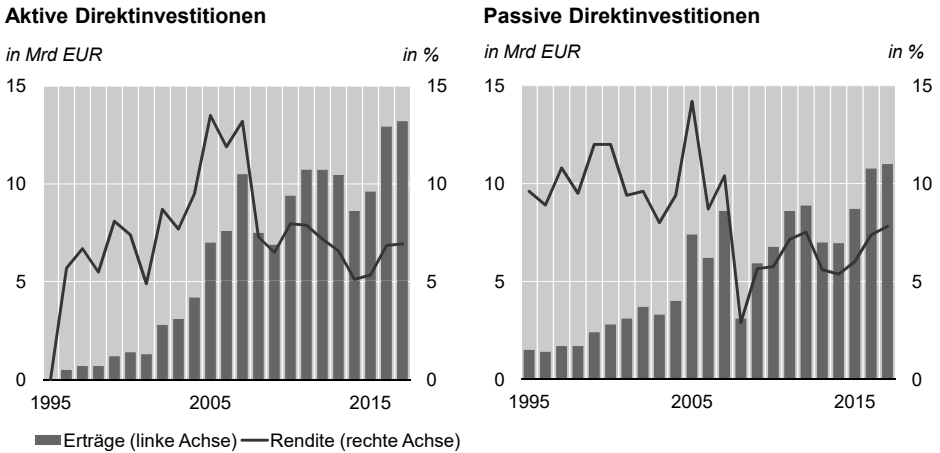 Aktive Direktinvestitionen
in Mrd EUR in %
15 15
10 10
5 5
0 0
1995 2005 2015
Passive Direktinvestitionen
in Mrd EUR in %
15 15
10 10
5 5
0 0
1995 2005 2015
Erträge (linke Achse) Rendite (rechte Achse)